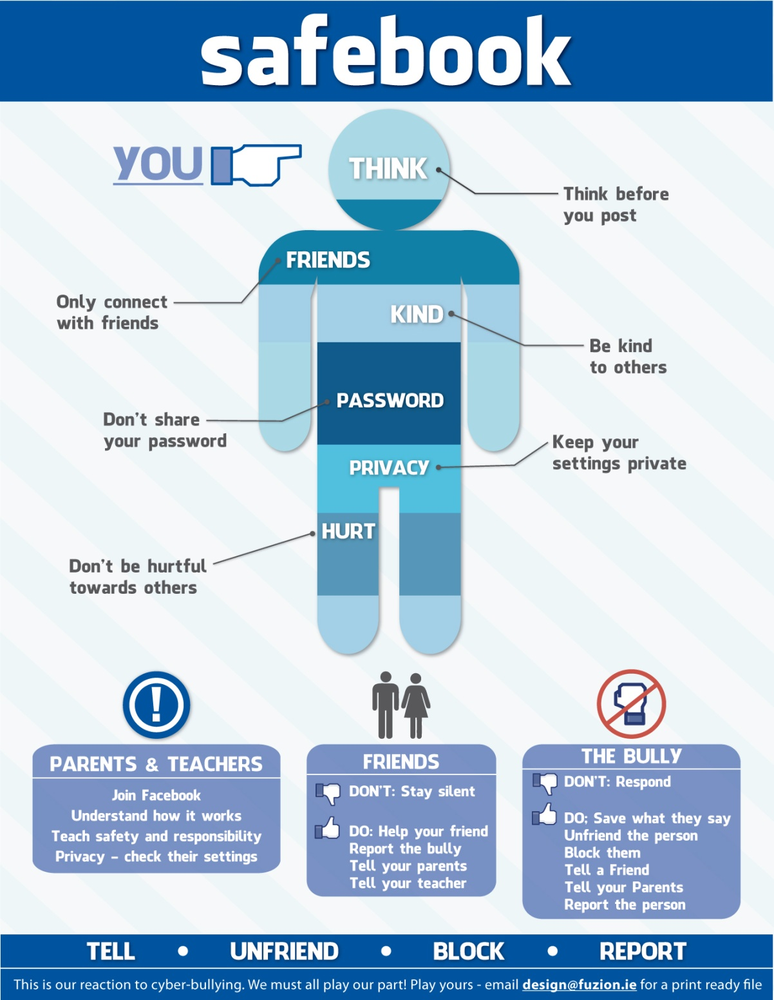 safebook
YOU
THINK
Think before
you post
FRIENDS
Only connect
with friends
KIND
Be kind
to others
PASSWORD
Don't share
your password
PRIVACY
Keep your
settings private
HURT
Don't be hurtful
towards others
!
PARENTS & TEACHERS
Join Facebook
Understand how it works
Teach safety and responsibility
Privacy – check their settings
FRIENDS
DON'T: Stay silent
DO: Help your friend
Report the bully
Tell your parents
Tell your teacher
THE BULLY
DON'T: Respond
DO; Save what they say
Unfriend the person
Block them
Tell a Friend
Tell your Parents
Report the person
TELL • UNFRIEND • BLOCK • REPORT
This is our reaction to cyber-bullying. We must all play our part! Play yours - email design@fuzion.ie for a print ready file